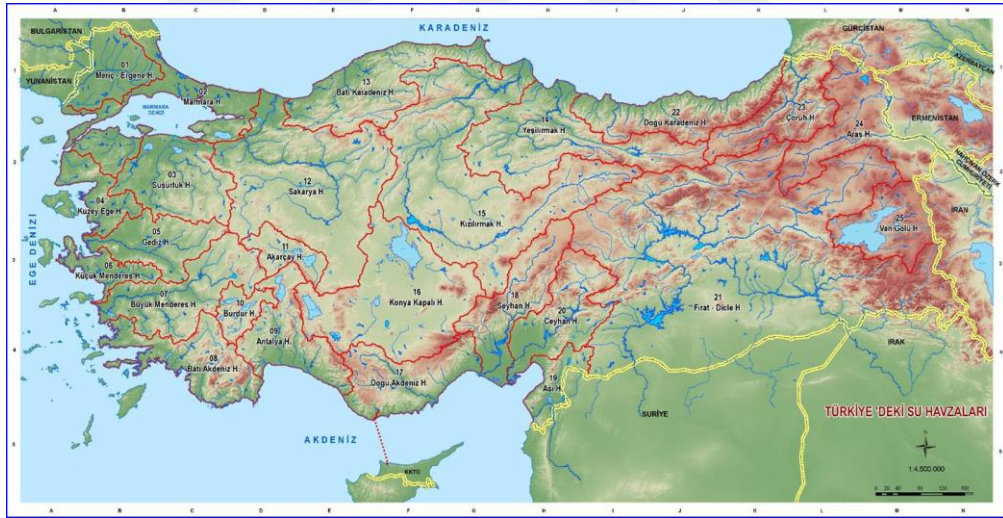 A B C D E F G H I J K L M N
KARADENİZ
BULGARİSTAN
GÜRCİSTAN
01
Meriç - Ergene H.
YUNANİSTAN
AZERBAYCAN
13
Batı Karadeniz H.
02
Marmara H.
MARMARA
DENİZİ
14
Yeşilırmak H.
22
Doğu Karadeniz H.
23
Çoruh H.
24
Aras H.
ERMENİSTAN
NAHÇIVAN ÖZERK
CUMHURİYETİ
03
Susurluk H.
12
Sakarya H.
İRAN
04
Kuzey Ege H.
15
Kızılırmak H.
25
Van Gölü H.
EGE DENİZİ
05
Gediz H.
11
Akarçay H.
06
Küçük Menderes H.
07
Büyük Menderes H.
10
Burdur H.
16
Konya Kapalı H.
18
Seyhan H.
20
Ceyhan H.
21
Fırat - Dicle H.
09
Antalya H.
08
Batı Akdeniz H.
17
Doğu Akdeniz H.
19
Asi H.
IRAK
SURİYE
TÜRKİYE'DEKİ SU HAVZALARI
AKDENİZ
KKTC
N
1:4.500.000
A B C D E F G H I J K L M N